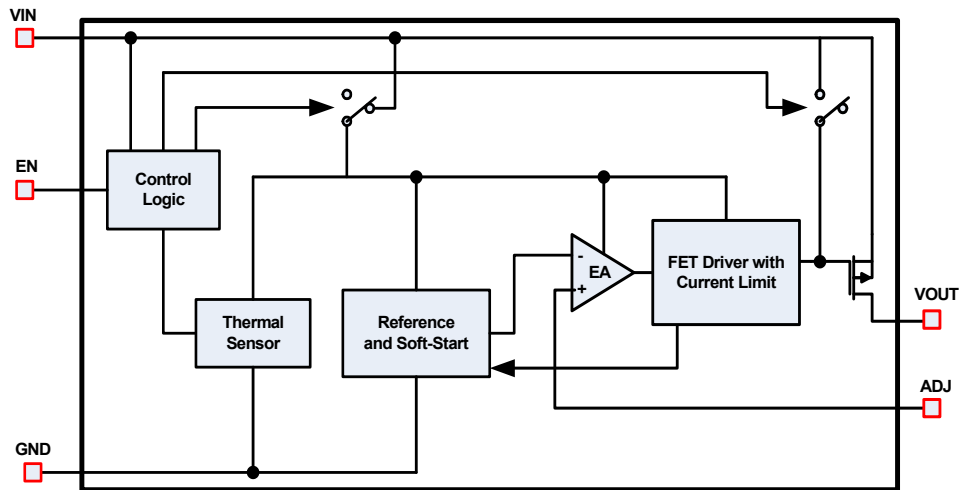 VIN
EN
Control
Logic
Thermal
Sensor
Reference
and Soft-Start
-
EA
+
FET Driver with
Current Limit
VOUT
ADJ
GND